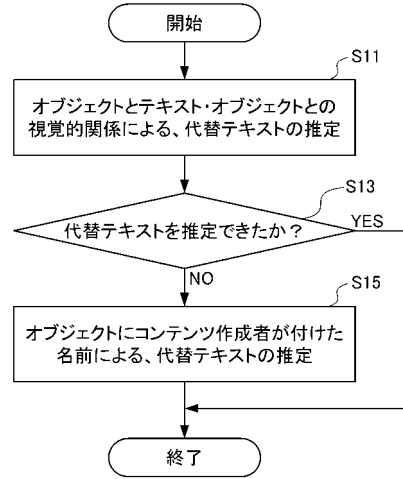 開始
S11
オブジェクトとテキスト・オブジェクトとの
視覚的関係による、代替テキストの推定
S13
代替テキストを推定できたか？
YES
NO
S15
オブジェクトにコンテンツ作成者が付けた
名前による、代替テキストの推定
終了